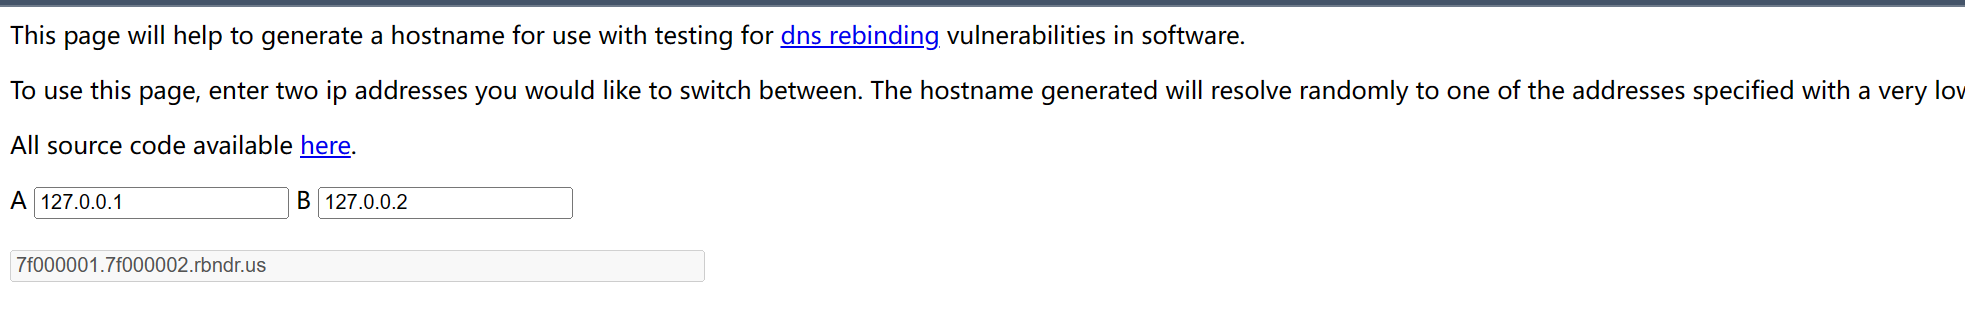 This page will help to generate a hostname for use with testing for dns rebinding vulnerabilities in software.
To use this page, enter two ip addresses you would like to switch between. The hostname generated will resolve randomly to one of the addresses specified with a very
All source code available here.
A 127.0.0.1 B 127.0.0.2
7f000001.7f000002.rbndr.us